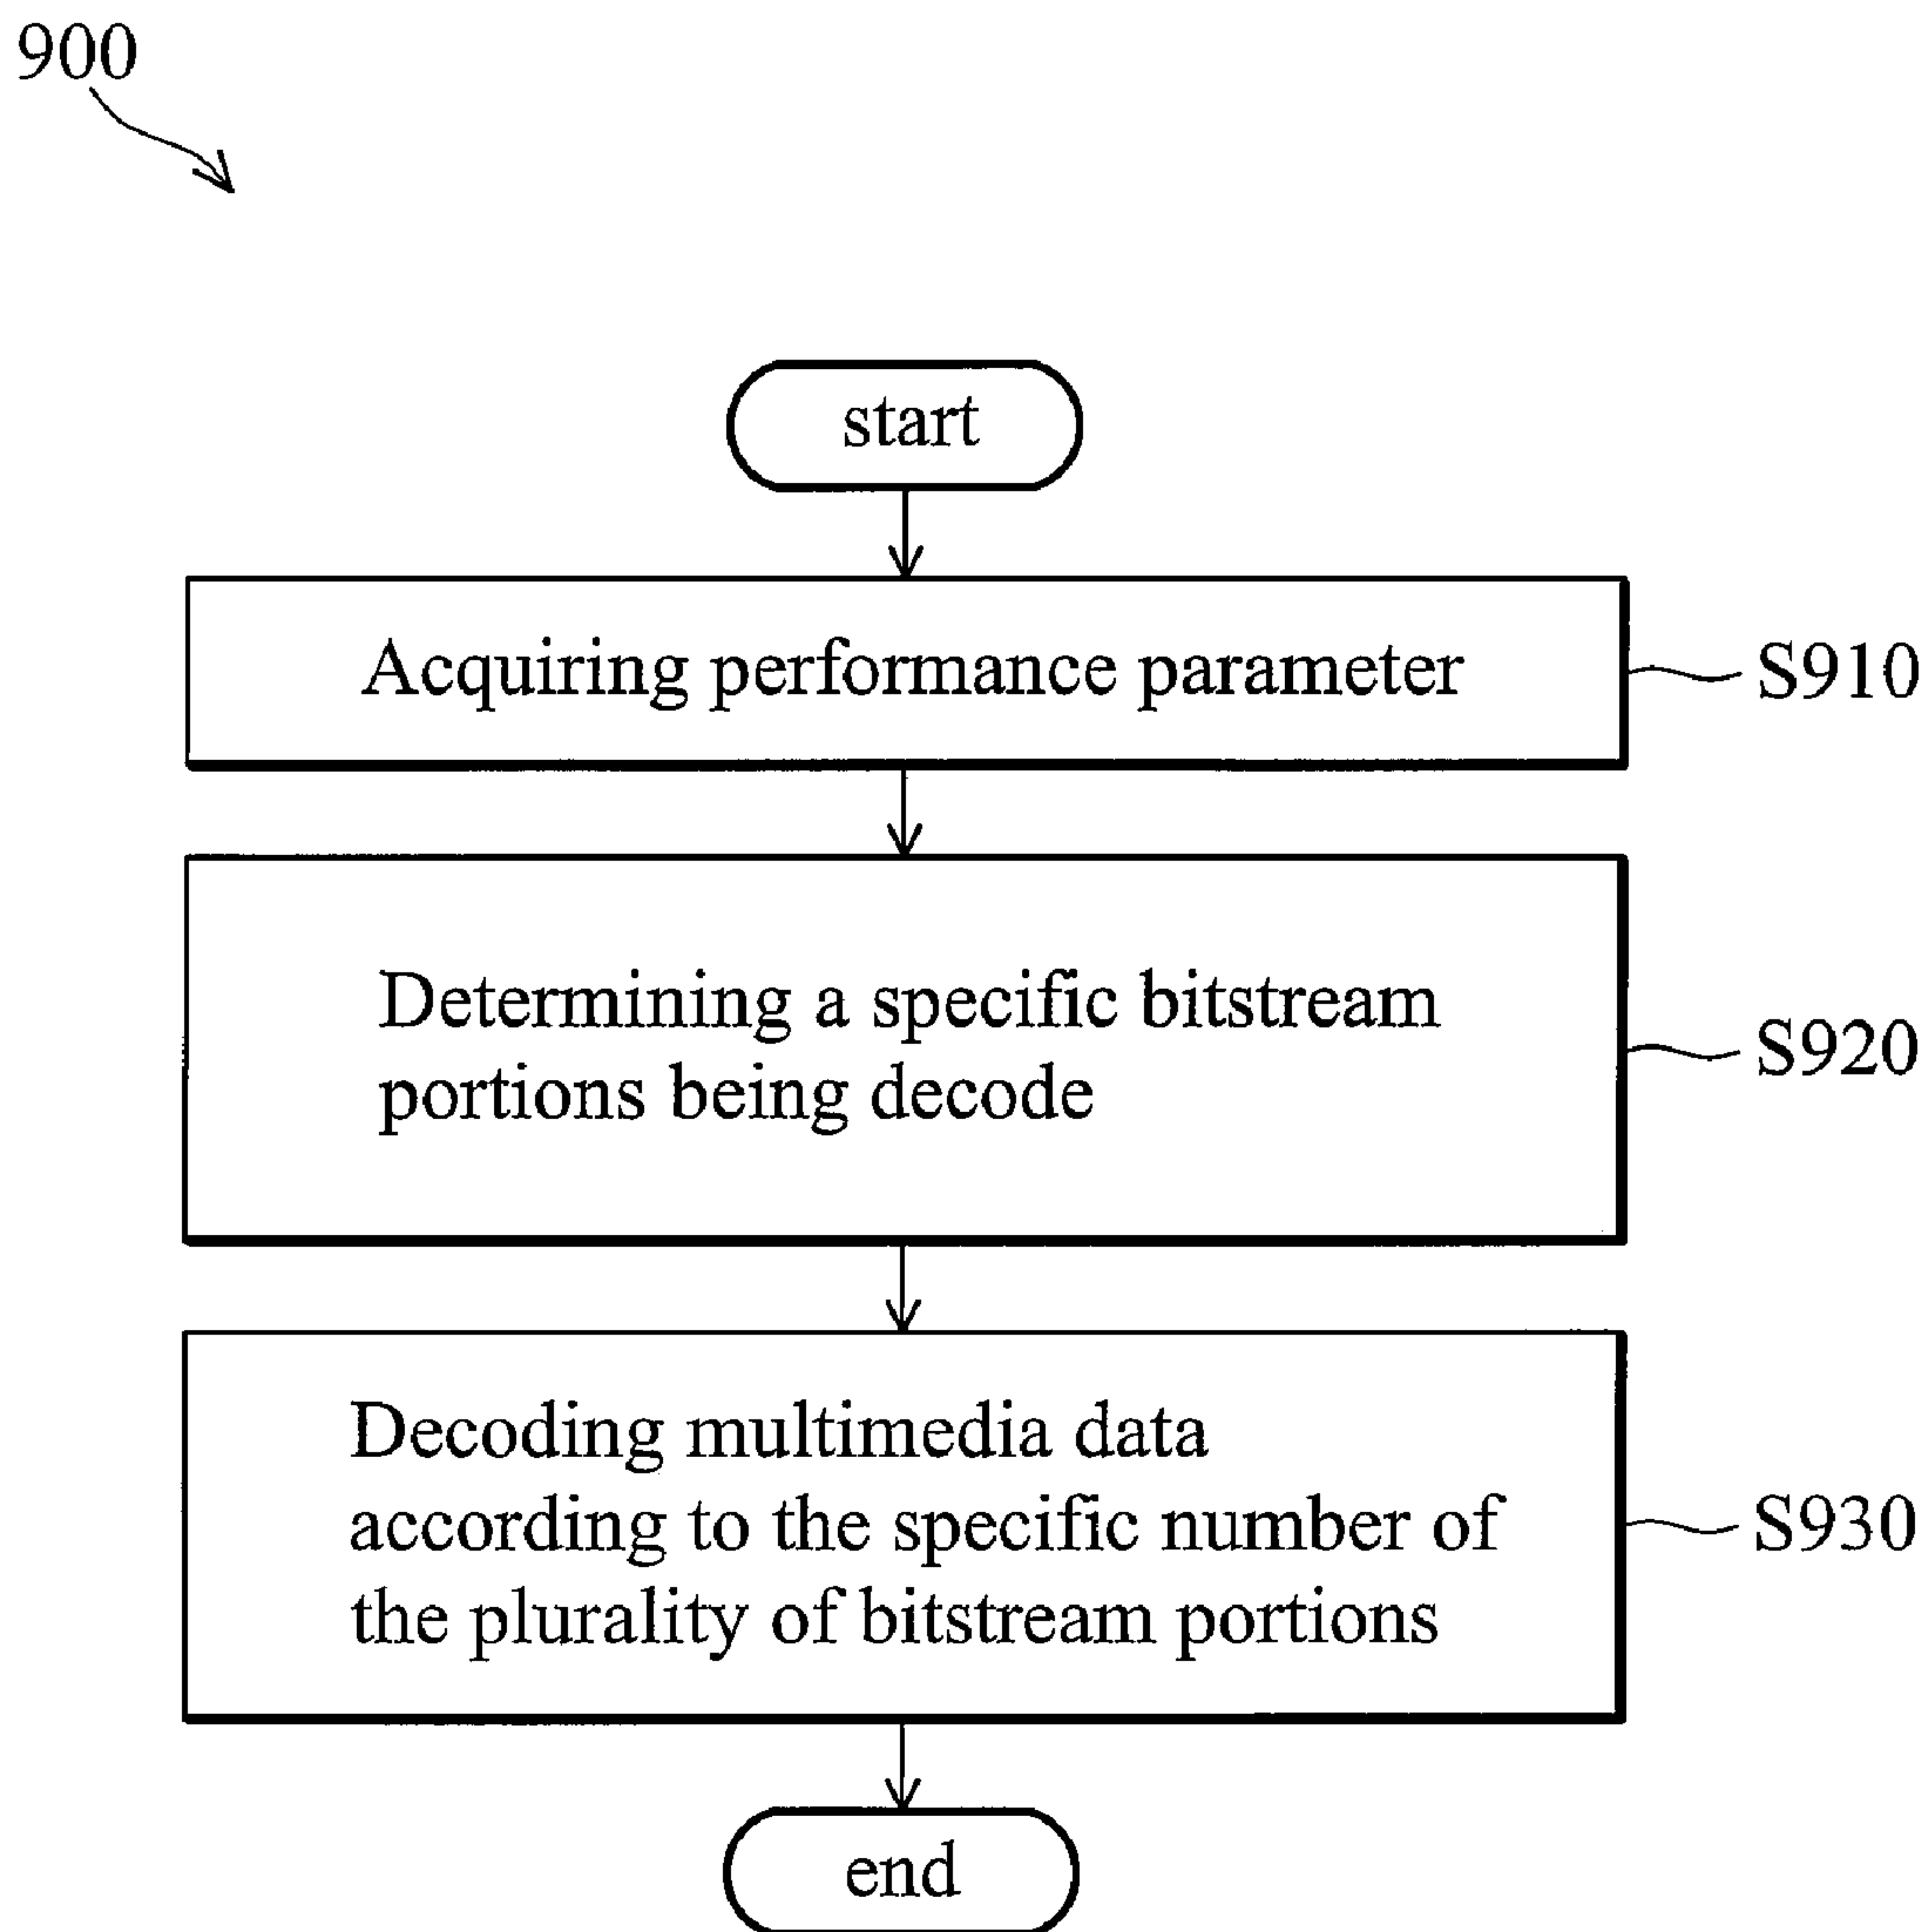 900
start
Acquiring performance parameter
S910
Determining a specific bitstream
portions being decode
S920
Decoding multimedia data
according to the specific number of
the plurality of bitstream portions
S930
end